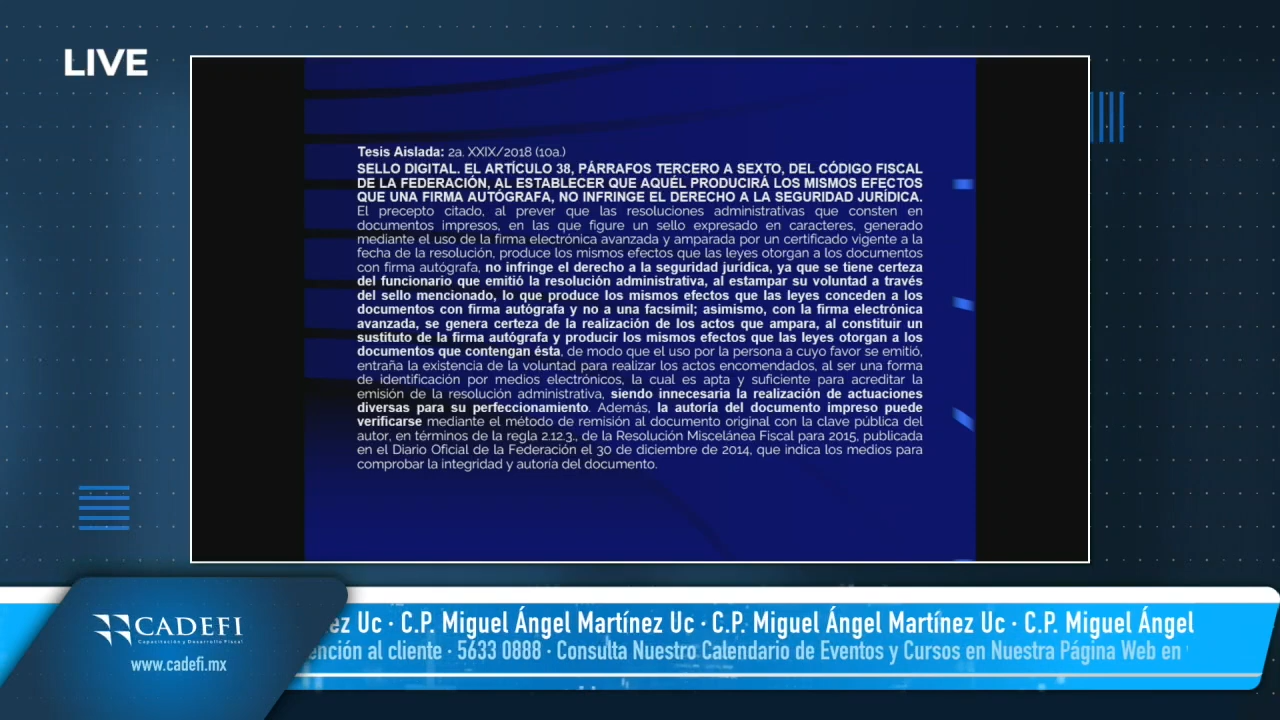 LIVE
Tesis Aislada: 2a. XXIX/2018 (10a.)
SELLO DIGITAL. EL ARTÍCULO 38, PÁRRAFOS TERCERO A SEXTO, DEL CÓDIGO FISCAL
DE LA FEDERACIÓN, AL ESTABLECER QUE AQUÉL PRODUCIRÁ LOS MISMOS EFECTOS
QUE UNA FIRMA AUTÓGRAFA, NO INFRINGE EL DERECHO A LA SEGURIDAD JURÍDICA.
El precepto citado, al prever que las resoluciones administrativas que consten en
documentos impresos, en las que figure un sello expresado en caracteres, generado
mediante el uso de la firma electrónica avanzada y amparada por un certificado vigente a la
fecha de la resolución, produce los mismos efectos que las leyes otorgan a los documentos
con firma autógrafa, no infringe el derecho a la seguridad jurídica, ya que se tiene certeza
del funcionario que emitió la resolución administrativa, al estampar su voluntad a través
del sello mencionado, lo que produce los mismos efectos que las leyes conceden a los
documentos con firma autógrafa y no a una facsímil; asimismo, con la firma electrónica
avanzada, se genera certeza de la realización de los actos que ampara, al constituir un
sustituto de la firma autógrafa y producir los mismos efectos que las leyes otorgan a los
documentos que contengan ésta, de modo que el uso por la persona a cuyo favor se emitió,
entraña la existencia de la voluntad para realizar los actos encomendados, al ser una forma
de identificación por medios electrónicos, la cual es apta y suficiente para acreditar la
emisión de la resolución administrativa, siendo innecesaria la realización de actuaciones
diversas para su perfeccionamiento. Además, la autoría del documento impreso puede
verificarse mediante el método de remisión al documento original con la clave pública del
autor, en términos de la regla 2.12.3., de la Resolución Miscelánea Fiscal para 2015, publicada
en el Diario Oficial de la Federación el 30 de diciembre de 2014, que indica los medios para
comprobar la integridad y autoría del documento.
CADEFI
Capacitación y Desarrollo Fiscal
www.cadefi.mx
ez Uc · C.P. Miguel Ángel Martínez Uc · C.P. Miguel Ángel Martínez Uc · C.P. Miguel Ángel
ención al cliente · 5633 0888 · Consulta Nuestro Calendario de Eventos y Cursos en Nuestra Página Web en